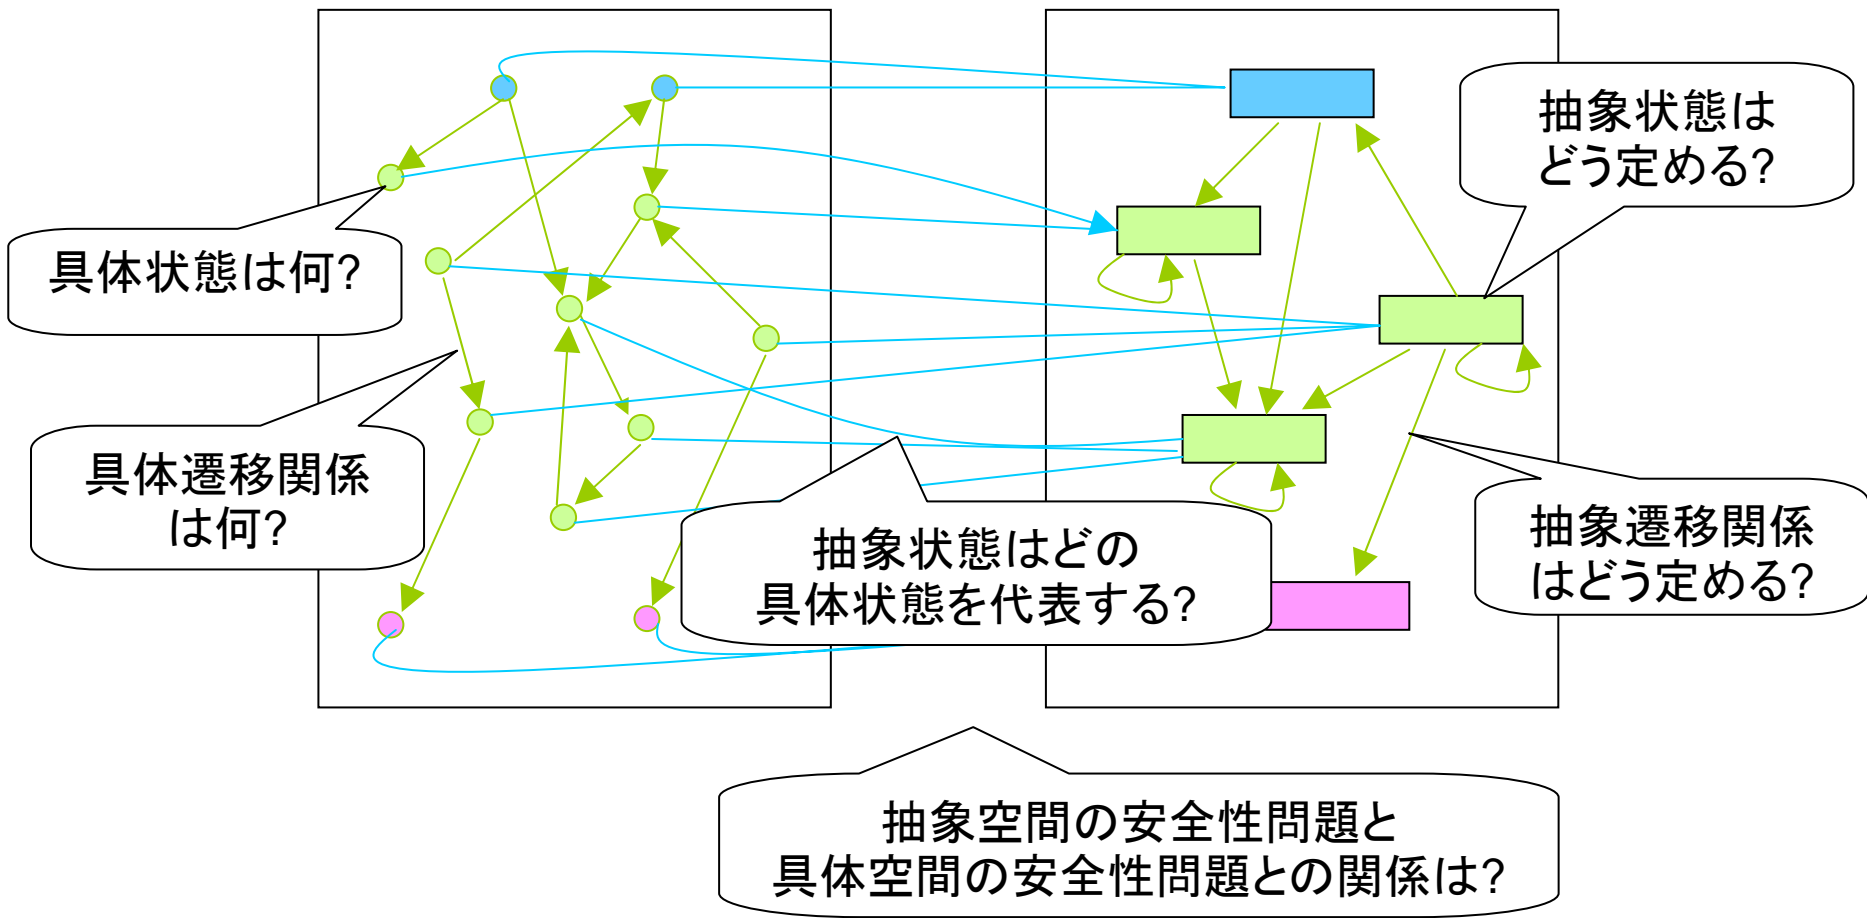 抽象状態は
どう定める?
具体状態は何?
具体遷移関係
は何?
抽象状態はどの
具体状態を代表する?
抽象遷移関係
はどう定める?
抽象空間の安全性問題と
具体空間の安全性問題との関係は?